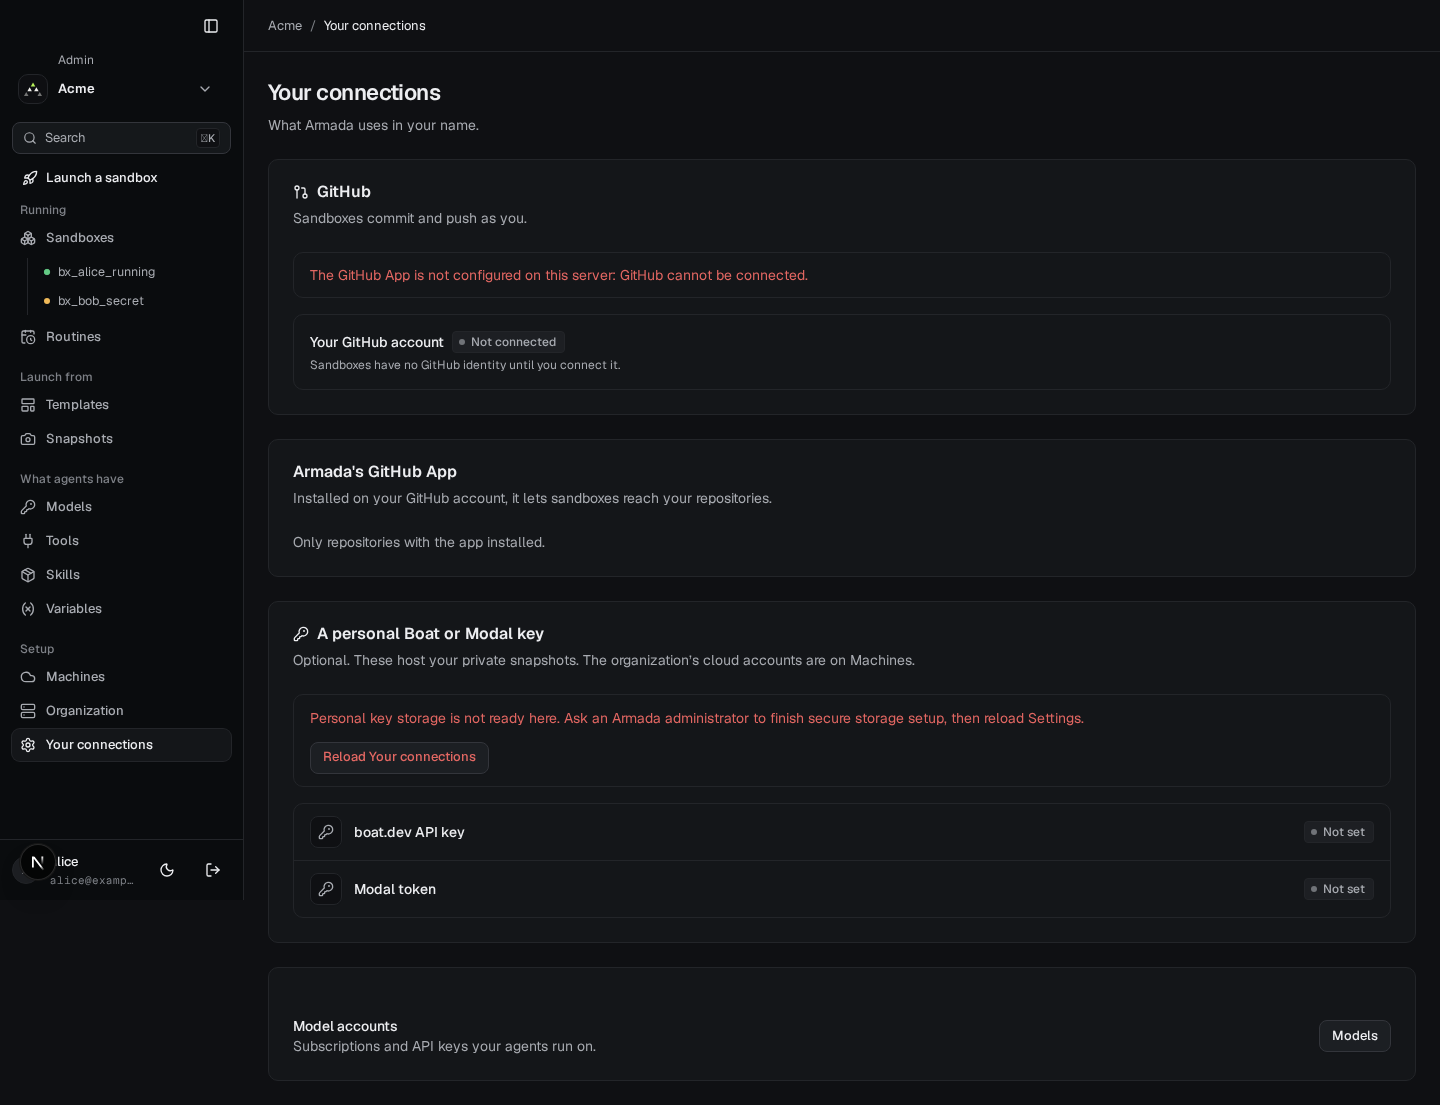 Admin
Acme
Search
K
Launch a sandbox
Running
Sandboxes
bx_alice_running
bx_bob_secret
Routines
Launch from
Templates
Snapshots
What agents have
Models
Tools
Skills
Variables
Setup
Machines
Organization
Your connections
N
lice
alice@examp…
Acme / Your connections
Your connections
What Armada uses in your name.
GitHub
Sandboxes commit and push as you.
The GitHub App is not configured on this server: GitHub cannot be connected.
Your GitHub account Not connected
Sandboxes have no GitHub identity until you connect it.
Armada's GitHub App
Installed on your GitHub account, it lets sandboxes reach your repositories.
Only repositories with the app installed.
A personal Boat or Modal key
Optional. These host your private snapshots. The organization's cloud accounts are on Machines.
Personal key storage is not ready here. Ask an Armada administrator to finish secure storage setup, then reload Settings.
Reload Your connections
boat.dev API key Not set
Modal token Not set
Model accounts
Subscriptions and API keys your agents run on.
Models